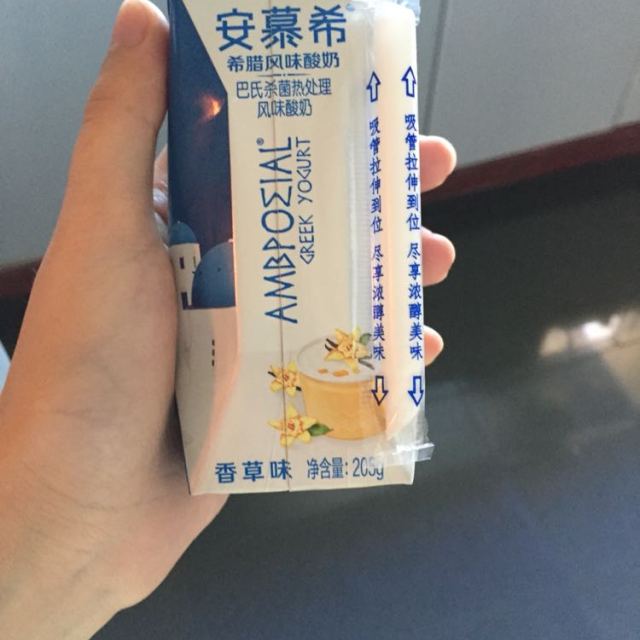 安慕希®
希腊风味酸奶
巴氏杀菌热处理
风味酸奶
AMBPOΣIAL®
GREEK YOGURT
吸管拉伸到位 尽享浓醇美味
吸管拉伸到位 尽享浓醇美味
香草味 净含量:205g